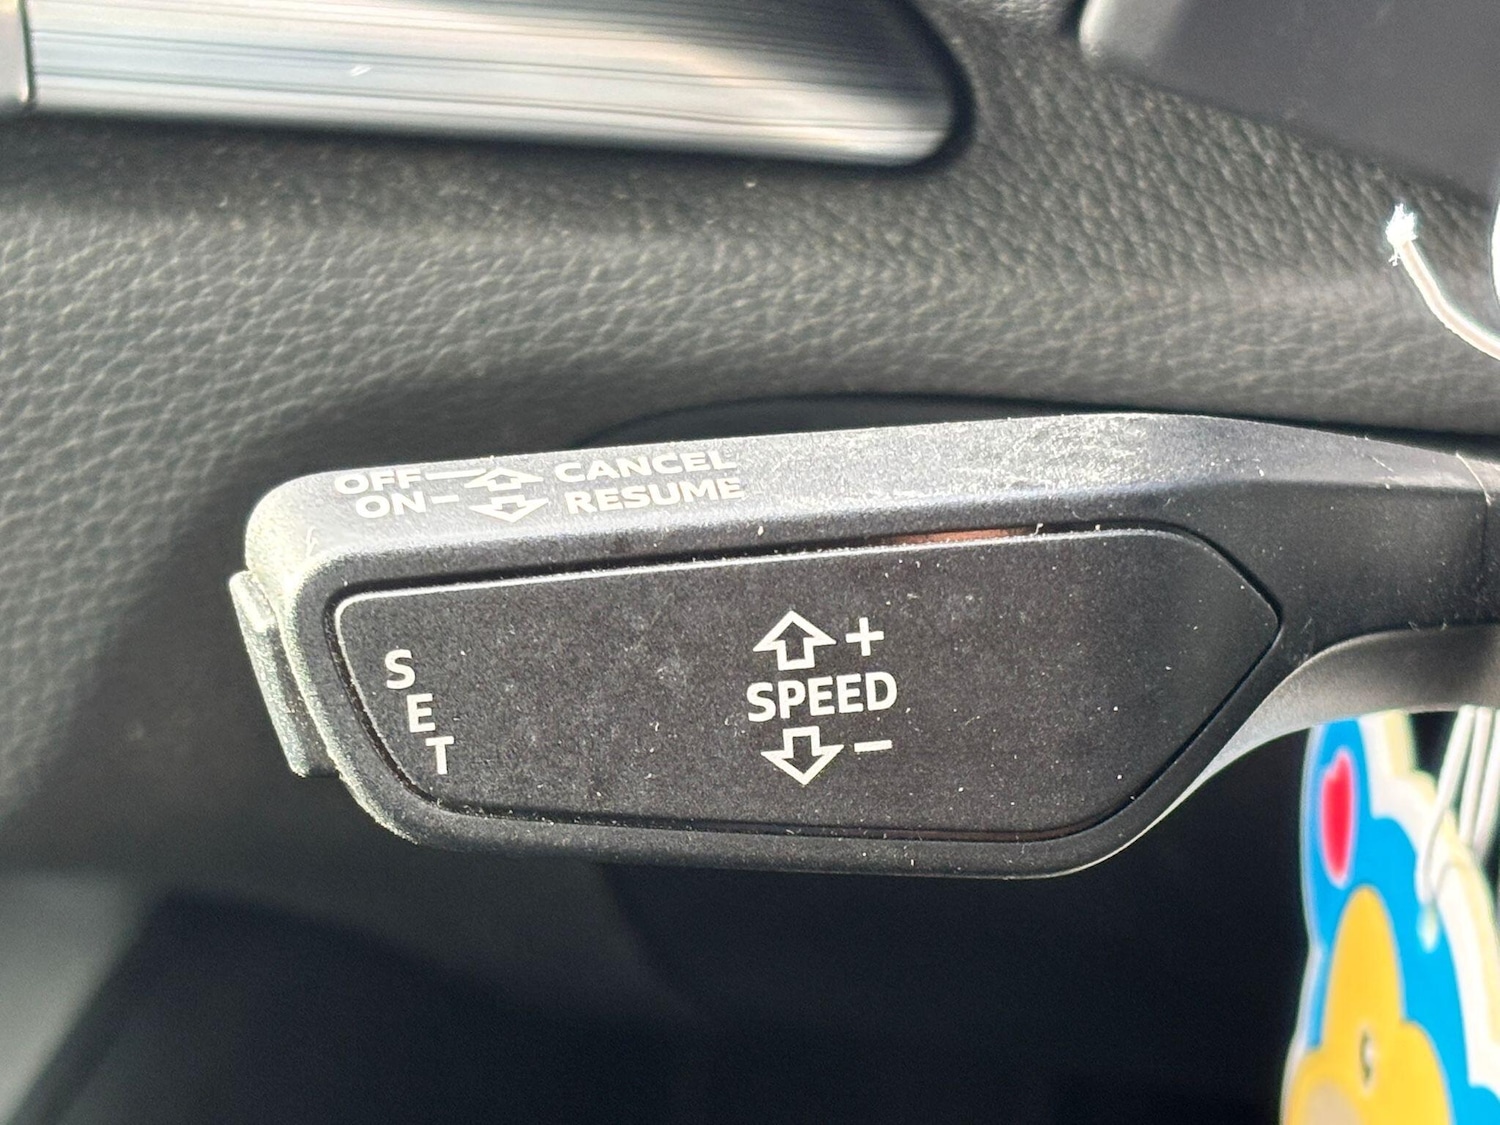 OFF CANCEL
ON RESUME
SET
+
SPEED
-